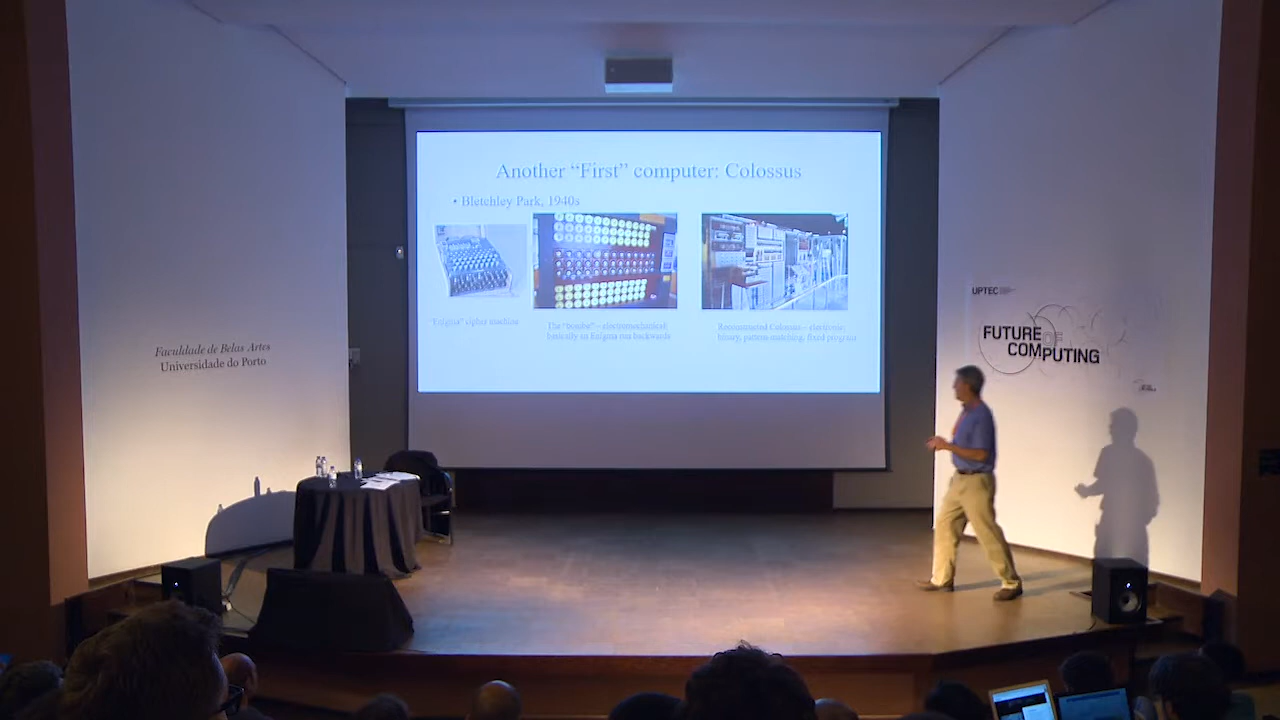 Another “First” computer: Colossus
• Bletchley Park, 1940s
"Enigma" cipher machine
The "bombe" – electromechanical;
basically an Enigma run backwards
Reconstructed Colossus – electronic,
binary, pattern-matching, fixed program
Faculdade de Belas Artes
Universidade do Porto
UPTEC
FUTURE
OF
COMPUTING